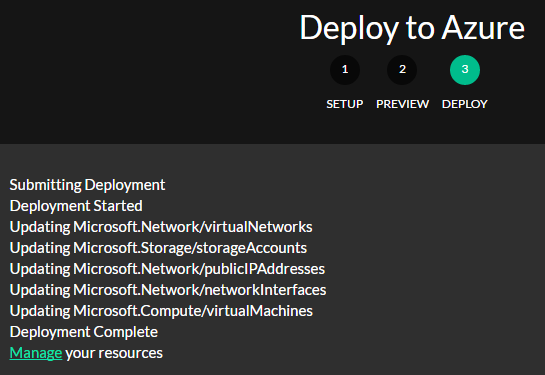 Deploy to Azure
1 2 3
SETUP PREVIEW DEPLOY
Submitting Deployment
Deployment Started
Updating Microsoft.Network/virtualNetworks
Updating Microsoft.Storage/storageAccounts
Updating Microsoft.Network/publicIPAddresses
Updating Microsoft.Network/networkInterfaces
Updating Microsoft.Compute/virtualMachines
Deployment Complete
Manage your resources